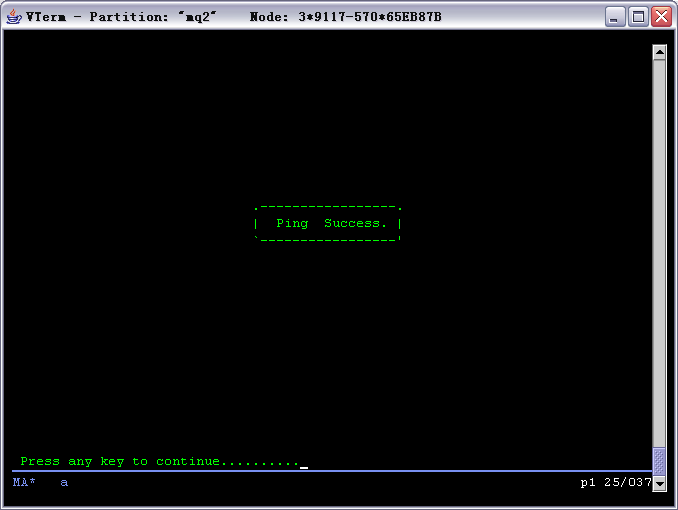 VTerm - Partition: "mq2"    Node: 3*9117-570*65EB87B
Ping  Success.
Press any key to continue..........
MA*   a   p1 25/037